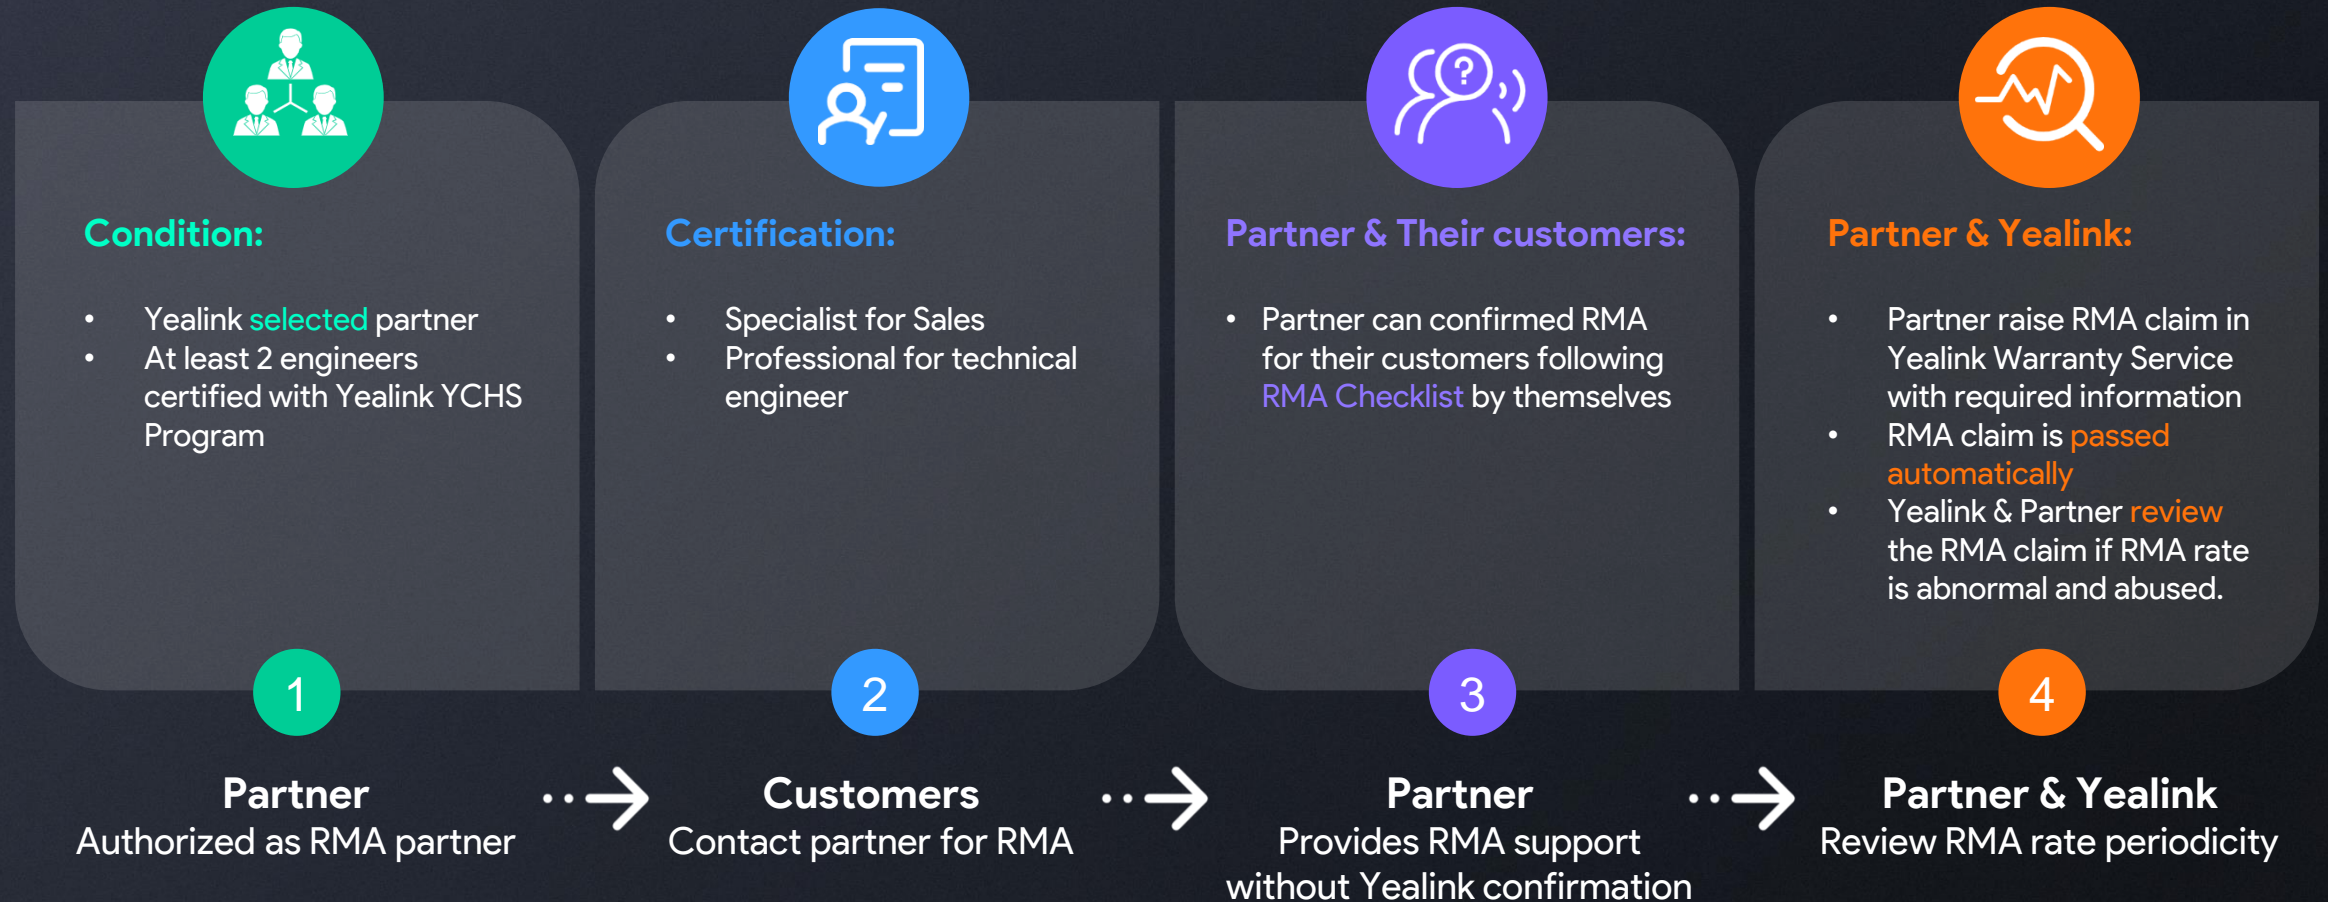 ?
Condition:
• Yealink selected partner
• At least 2 engineers
certified with Yealink YCHS
Program
Certification:
• Specialist for Sales
• Professional for technical
engineer
Partner & Their customers:
• Partner can confirmed RMA
for their customers following
RMA Checklist by themselves
Partner & Yealink:
• Partner raise RMA claim in
Yealink Warranty Service
with required information
• RMA claim is passed
automatically
• Yealink & Partner review
the RMA claim if RMA rate
is abnormal and abused.
1
Partner
Authorized as RMA partner
2
Customers
Contact partner for RMA
3
Partner
Provides RMA support
without Yealink confirmation
4
Partner & Yealink
Review RMA rate periodicity